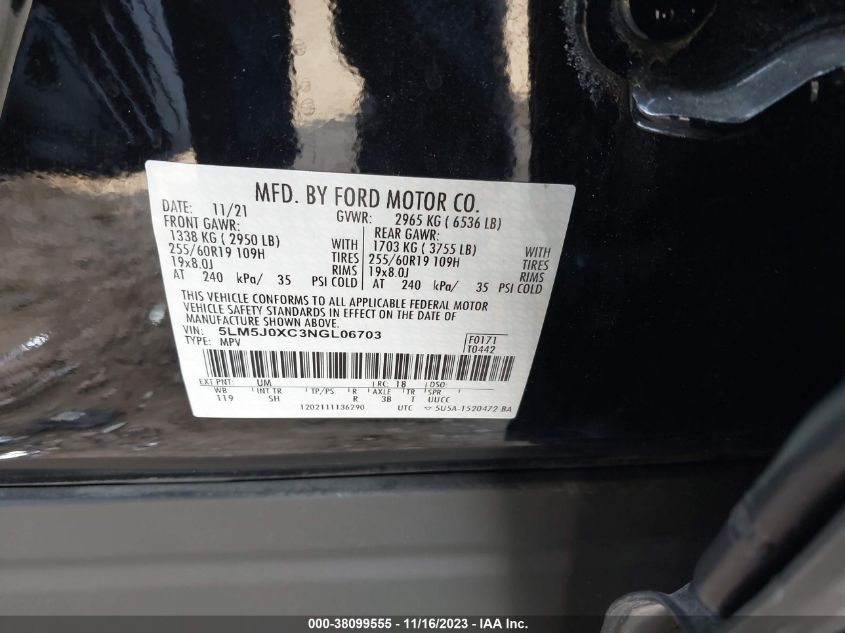 MFD. BY FORD MOTOR CO.
DATE: 11/21 GVWR: 2965 KG ( 6536 LB)
FRONT GAWR: REAR GAWR:
1338 KG ( 2950 LB) WITH 1703 KG ( 3755 LB) WITH
255/60R19 109H TIRES 255/60R19 109H TIRES
19x8.0J RIMS 19x8.0J RIMS
AT 240 kPa/ 35 PSI COLD AT 240 kPa/ 35 PSI COLD
THIS VEHICLE CONFORMS TO ALL APPLICABLE FEDERAL MOTOR
VEHICLE SAFETY STANDARDS IN EFFECT ON THE DATE OF
MANUFACTURE SHOWN ABOVE.
VIN: 5LM5J0XC3NGL06703 F0171
TYPE: MPV T0442
EXT PNT: UM RC: 18 DSO:
WB INT TR TP/PS R AXLE TR SPR
119 SH R 3B T UUCC
1202111136290 UTC 5U5A-1520472-BA
000-38099555 - 11/16/2023 - IAAI.com